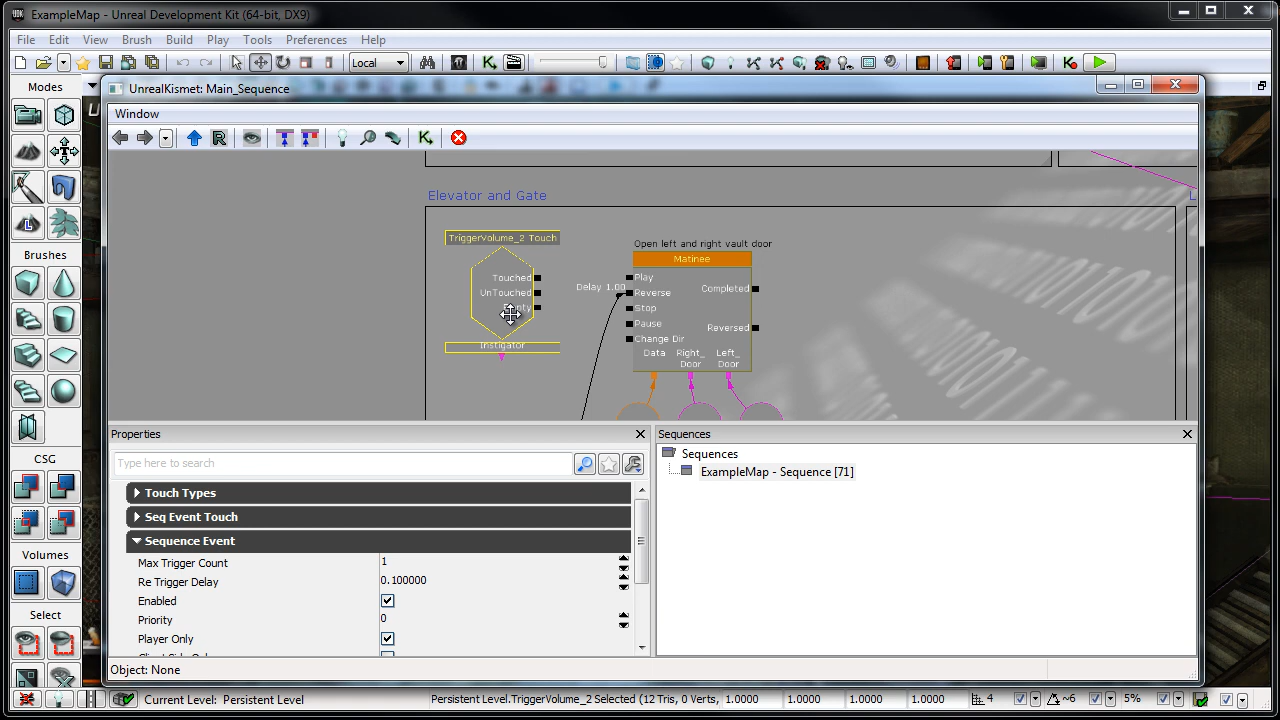 ExampleMap - Unreal Development Kit (64-bit, DX9)
File Edit View Brush Build Play Tools Preferences Help
Local
Modes
UnrealKismet: Main_Sequence
Window
Elevator and Gate
TriggerVolume_2 Touch
Touched
UnTouched
Instigator
Open left and right vault door
Matinee
Delay 1.00
Play
Reverse
Stop
Pause
Change Dir
Completed
Reversed
Data Right_ Door Left_ Door
Brushes
CSG
Volumes
Select
Properties
Type here to search
Touch Types
Seq Event Touch
Sequence Event
Max Trigger Count 1
Re Trigger Delay 0.100000
Enabled
Priority 0
Player Only
Sequences
Sequences
ExampleMap - Sequence [71]
Object: None
Current Level: Persistent Level
Persistent Level.TriggerVolume_2 Selected (12 Tris, 0 Verts, 1.0000 1.0000 1.0000 1.0000 4 ~6 5%